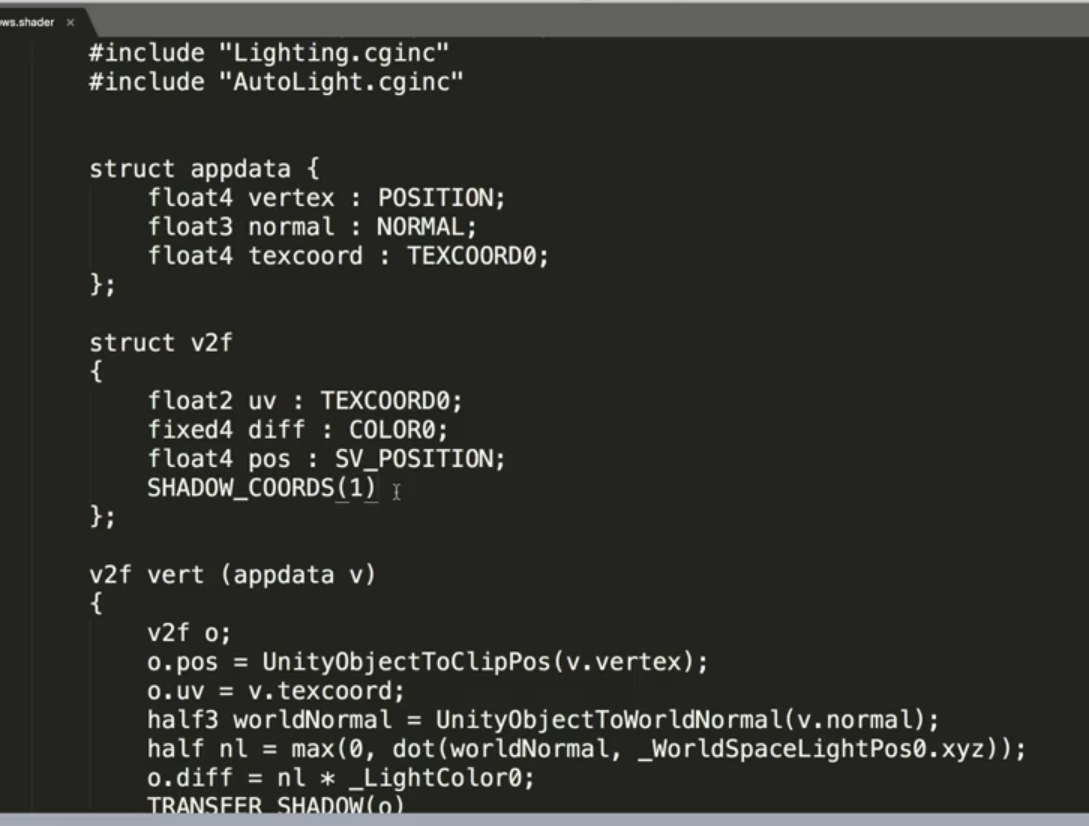 ws.shader ×
#include "Lighting.cginc"
#include "AutoLight.cginc"
struct appdata {
float4 vertex : POSITION;
float3 normal : NORMAL;
float4 texcoord : TEXCOORD0;
};
struct v2f
{
float2 uv : TEXCOORD0;
fixed4 diff : COLOR0;
float4 pos : SV_POSITION;
SHADOW_COORDS(1)
};
v2f vert (appdata v)
{
v2f o;
o.pos = UnityObjectToClipPos(v.vertex);
o.uv = v.texcoord;
half3 worldNormal = UnityObjectToWorldNormal(v.normal);
half nl = max(0, dot(worldNormal, _WorldSpaceLightPos0.xyz));
o.diff = nl * _LightColor0;
TRANSFER_SHADOW(o)